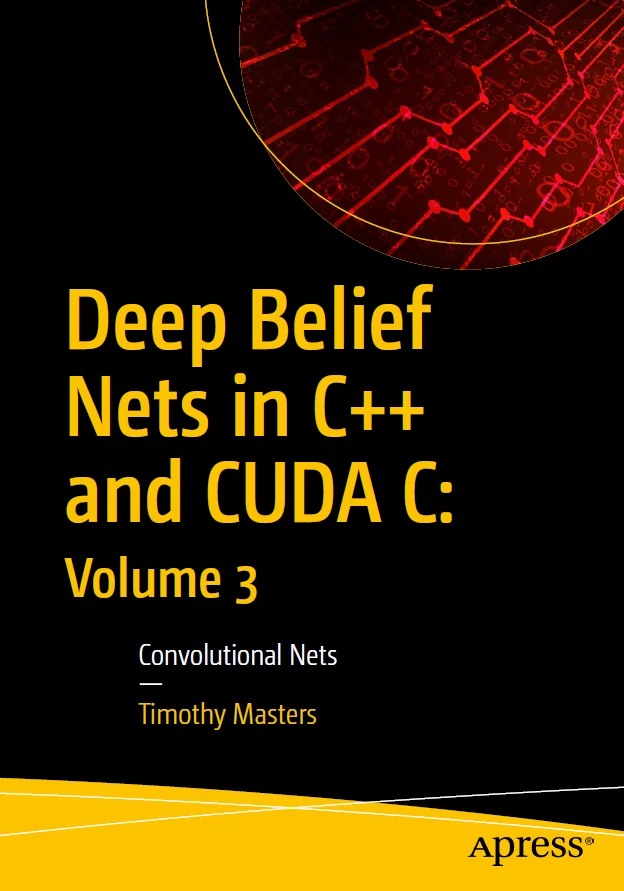 Deep Belief
Nets in C++
and CUDA C:
Volume 3
Convolutional Nets
—
Timothy Masters
Apress®